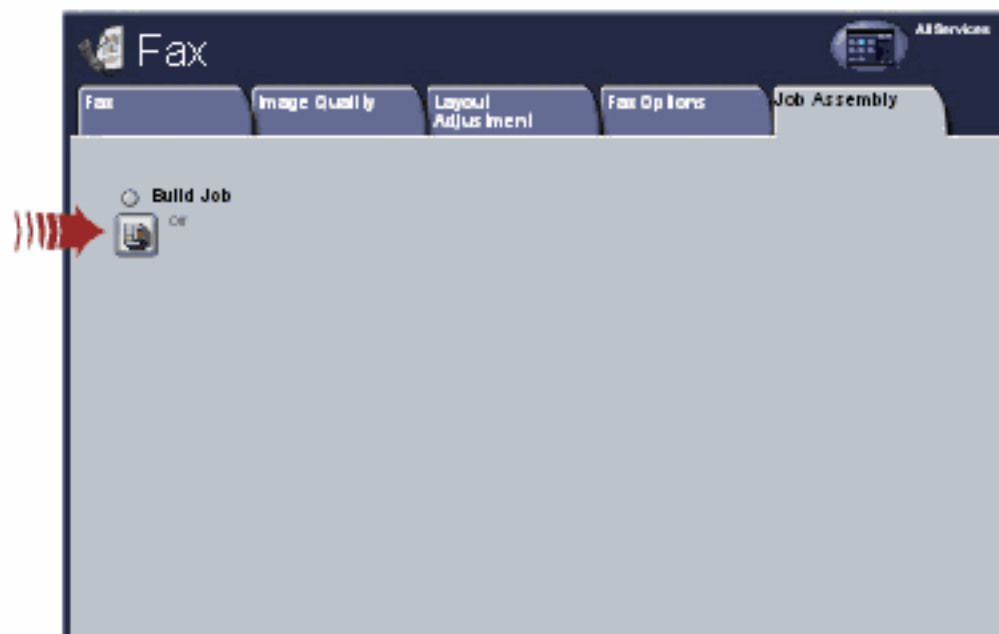 Fax
All Services
Fax
Image Quality
Layout
Adjustment
Fax Options
Job Assembly
Build Job
Off